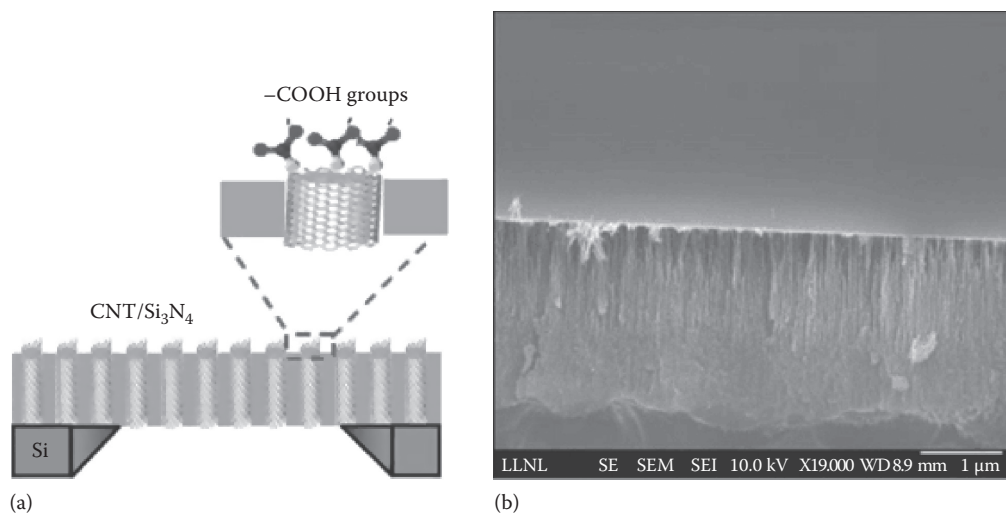 –COOH groups
CNT/Si₃N₄
Si
(a)
LLNL SE SEM SEI 10.0 kV X19.000 WD 8.9 mm 1 µm
(b)